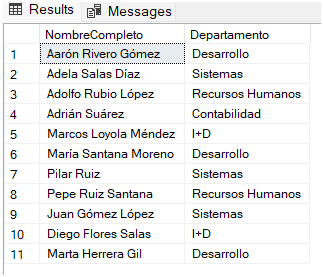 Results Messages
NombreCompleto Departamento
1 Aarón Rivero Gómez Desarrollo
2 Adela Salas Díaz Sistemas
3 Adolfo Rubio López Recursos Humanos
4 Adrián Suárez Contabilidad
5 Marcos Loyola Méndez I+D
6 María Santana Moreno Desarrollo
7 Pilar Ruiz Sistemas
8 Pepe Ruiz Santana Recursos Humanos
9 Juan Gómez López Sistemas
10 Diego Flores Salas I+D
11 Marta Herrera Gil Desarrollo